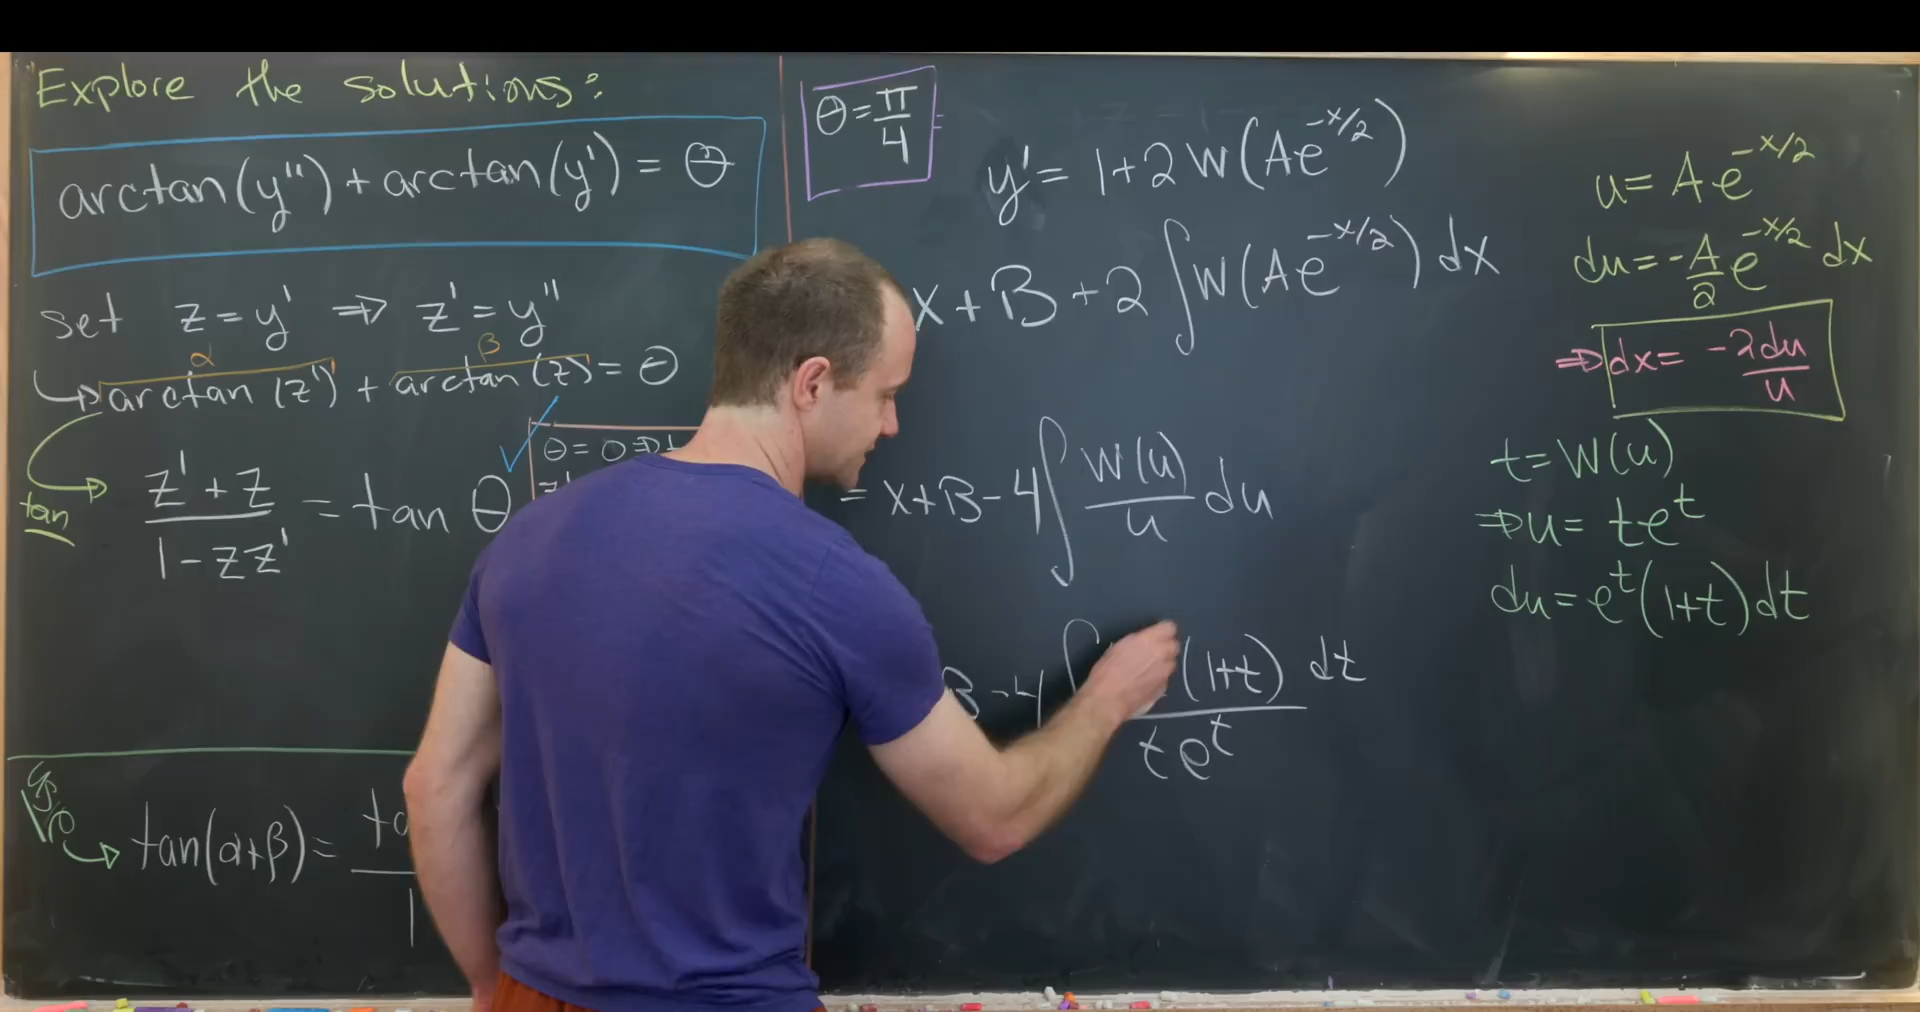 Explore the solutions:
arctan(y'') + arctan(y') = θ
set z = y' ⇒ z' = y''
α β
↳ arctan(z') + arctan(z) = θ
tan
z' + z / 1 - zz' = tan θ
θ = 0 ⇒
tan(α+β) =
θ = π/4
y' = 1 + 2W(Ae^{-x/2})
x + B + 2∫W(Ae^{-x/2}) dx
= x + B - 4∫ W(u)/u du
B - 4∫ (1+t)/te^t dt
u = Ae^{-x/2}
du = -A/2 e^{-x/2} dx
⇒ dx = -2du/u
t = W(u)
⇒ u = te^t
du = e^t(1+t)dt